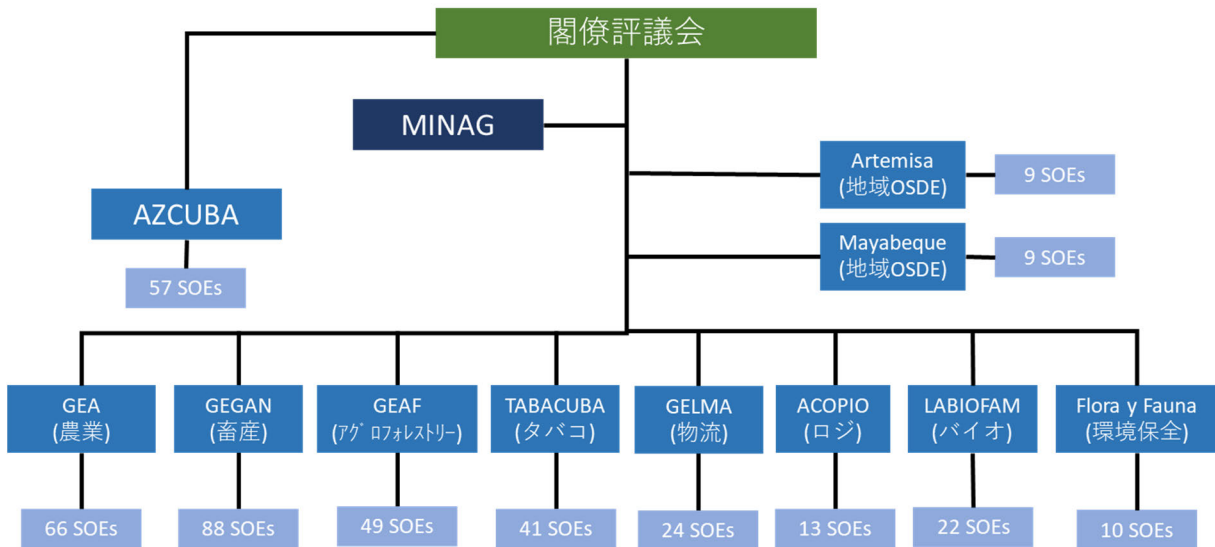 閣僚評議会
MINAG
Artemisa
(地域OSDE)
9 SOEs
AZCUBA
Mayabeque
(地域OSDE)
9 SOEs
57 SOEs
GEA
(農業)
GEGAN
(畜産)
GEAF
(ｱｸﾞﾛﾌｫﾚｽﾄﾘｰ)
TABACUBA
(タバコ)
GELMA
(物流)
ACOPIO
(ロジ)
LABIOFAM
(バイオ)
Flora y Fauna
(環境保全)
66 SOEs
88 SOEs
49 SOEs
41 SOEs
24 SOEs
13 SOEs
22 SOEs
10 SOEs